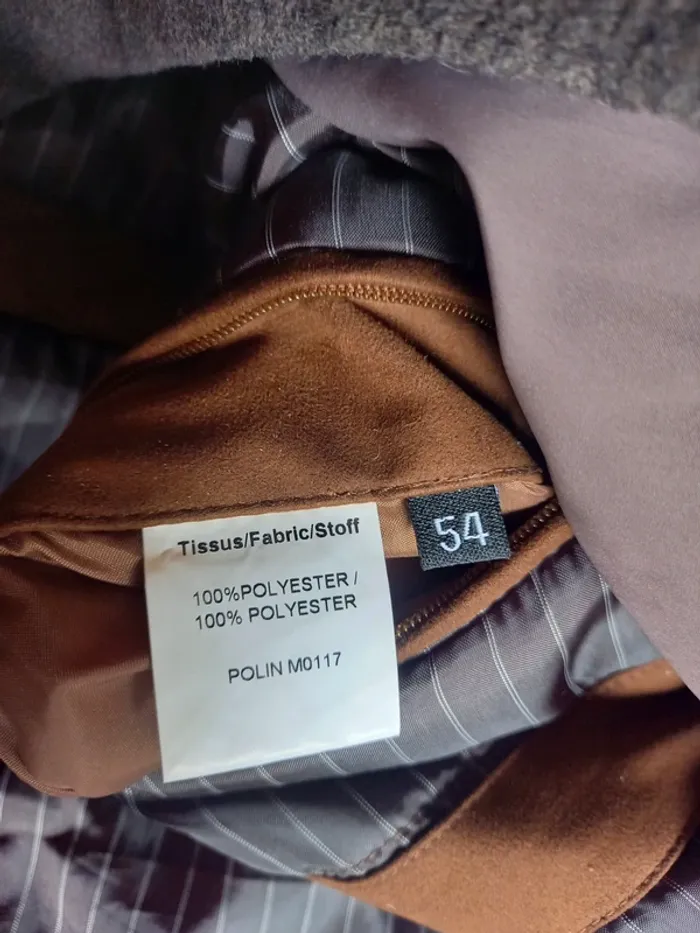 Tissus/Fabric/Stoff
100%POLYESTER /
100% POLYESTER
POLIN M0117
54